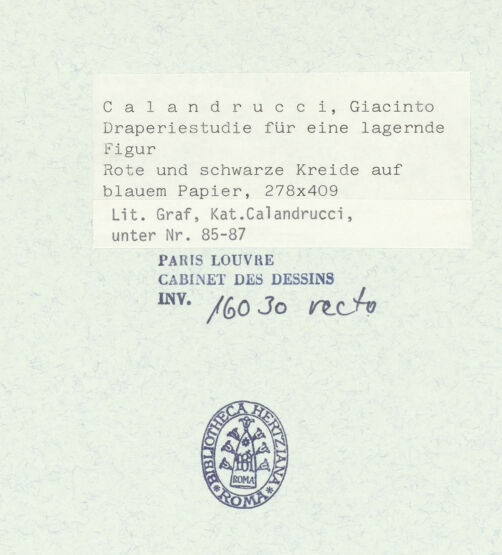 C a l a n d r u c c i, Giacinto
Draperiestudie für eine lagernde
Figur
Rote und schwarze Kreide auf
blauem Papier, 278x409
Lit. Graf, Kat.Calandrucci,
unter Nr. 85-87
PARIS LOUVRE
CABINET DES DESSINS
INV. 16030 recto
BIBLIOTHECA HERTZIANA
ROMA
ROMA